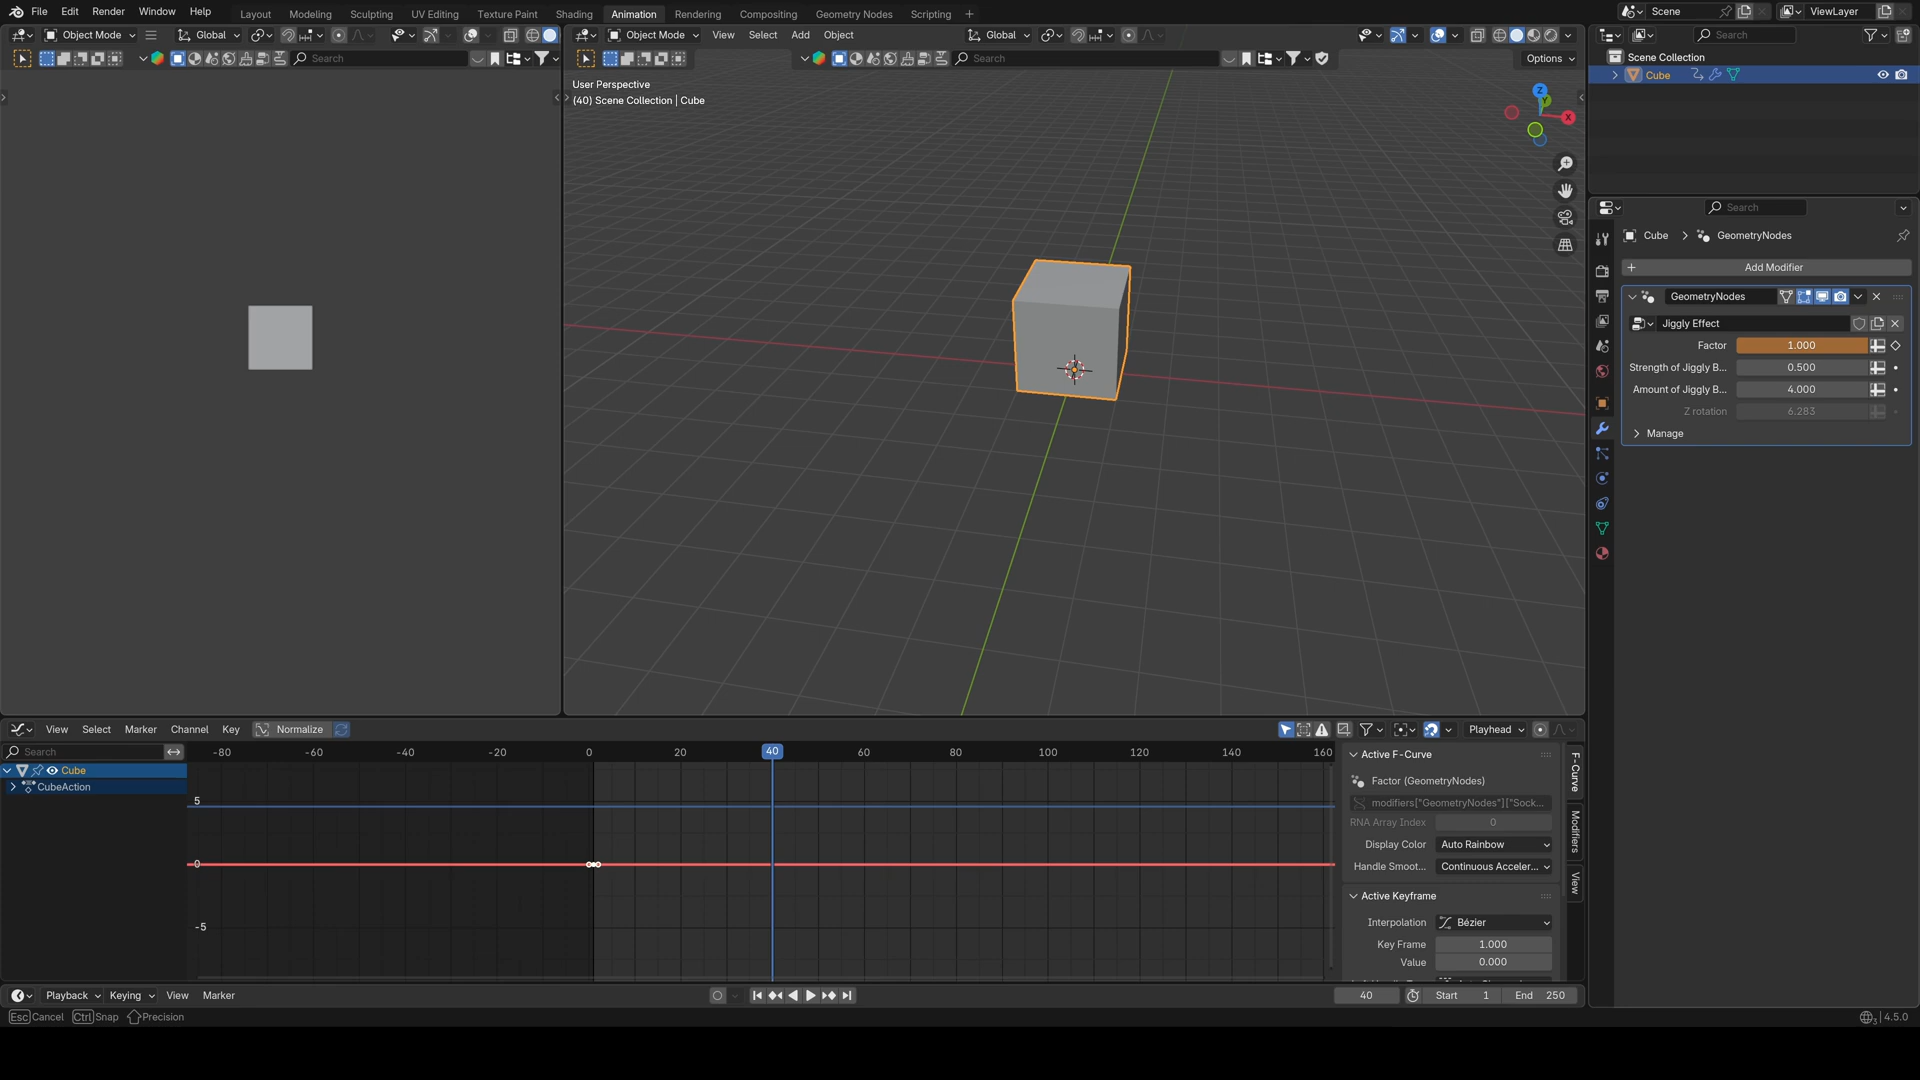 File Edit Render Window Help Layout Modeling Sculpting UV Editing Texture Paint Shading Animation Rendering Compositing Geometry Nodes Scripting + Scene ViewLayer
Object Mode Global Object Mode View Select Add Object Global Search
Search Search Options Scene Collection
Cube
User Perspective
(40) Scene Collection | Cube
Z
Y
X
Search
Cube > GeometryNodes
+ Add Modifier
GeometryNodes
Jiggly Effect
Factor 1.000
Strength of Jiggly B... 0.500
Amount of Jiggly B... 4.000
Z rotation 6.283
Manage
View Select Marker Channel Key Normalize Playhead
Search -80 -60 -40 -20 0 20 40 60 80 100 120 140 160
Cube
CubeAction
5
0
-5
Active F-Curve
Factor (GeometryNodes)
modifiers["GeometryNodes"]["Sock...
RNA Array Index 0
Display Color Auto Rainbow
Handle Smoot... Continuous Acceler...
Active Keyframe
Interpolation Bézier
Key Frame 1.000
Value 0.000
F-Curve
Modifiers
View
Playback Keying View Marker 40 Start 1 End 250
Esc Cancel Ctrl Snap Precision 4.5.0